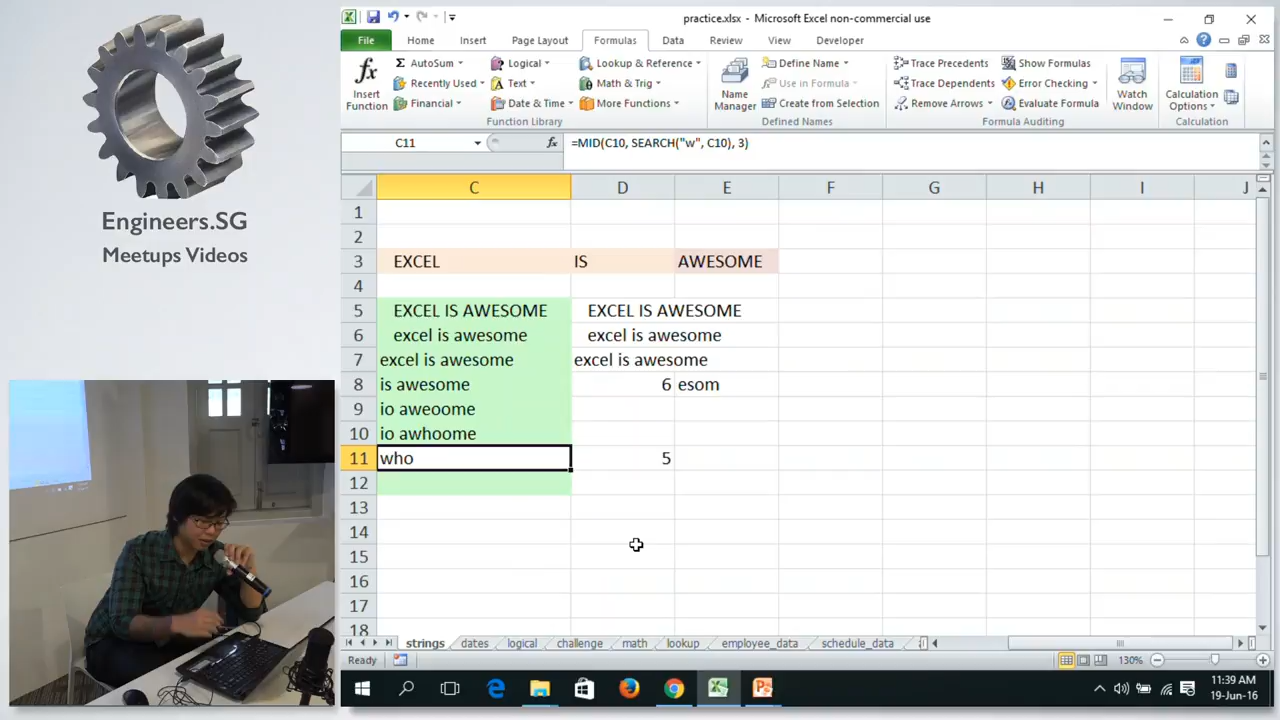 Engineers.SG
Meetups Videos
practice.xlsx - Microsoft Excel non-commercial use
File Home Insert Page Layout Formulas Data Review View Developer
fx Insert Function
Σ AutoSum
Recently Used
Financial
Logical
Text
Date & Time
Lookup & Reference
Math & Trig
More Functions
Function Library
Name Manager
Define Name
Use in Formula
Create from Selection
Defined Names
Trace Precedents
Trace Dependents
Remove Arrows
Show Formulas
Error Checking
Evaluate Formula
Formula Auditing
Watch Window
Calculation Options
Calculation
C11 fx =MID(C10, SEARCH("w", C10), 3)
C D E F G H I J
1
2
3 EXCEL IS AWESOME
4
5 EXCEL IS AWESOME EXCEL IS AWESOME
6 excel is awesome excel is awesome
7 excel is awesome excel is awesome
8 is awesome 6 esom
9 io aweoome
10 io awhoome
11 who 5
12
13
14
15
16
17
18
strings dates logical challenge math lookup employee_data schedule_data
Ready 130%
11:39 AM
19-Jun-16